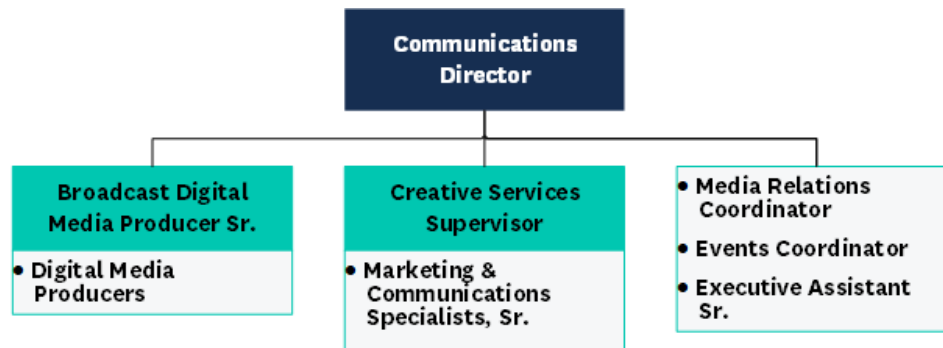 Communications
Director
Broadcast Digital
Media Producer Sr.
• Digital Media
Producers
Creative Services
Supervisor
• Marketing &
Communications
Specialists, Sr.
• Media Relations
Coordinator
• Events Coordinator
• Executive Assistant
Sr.